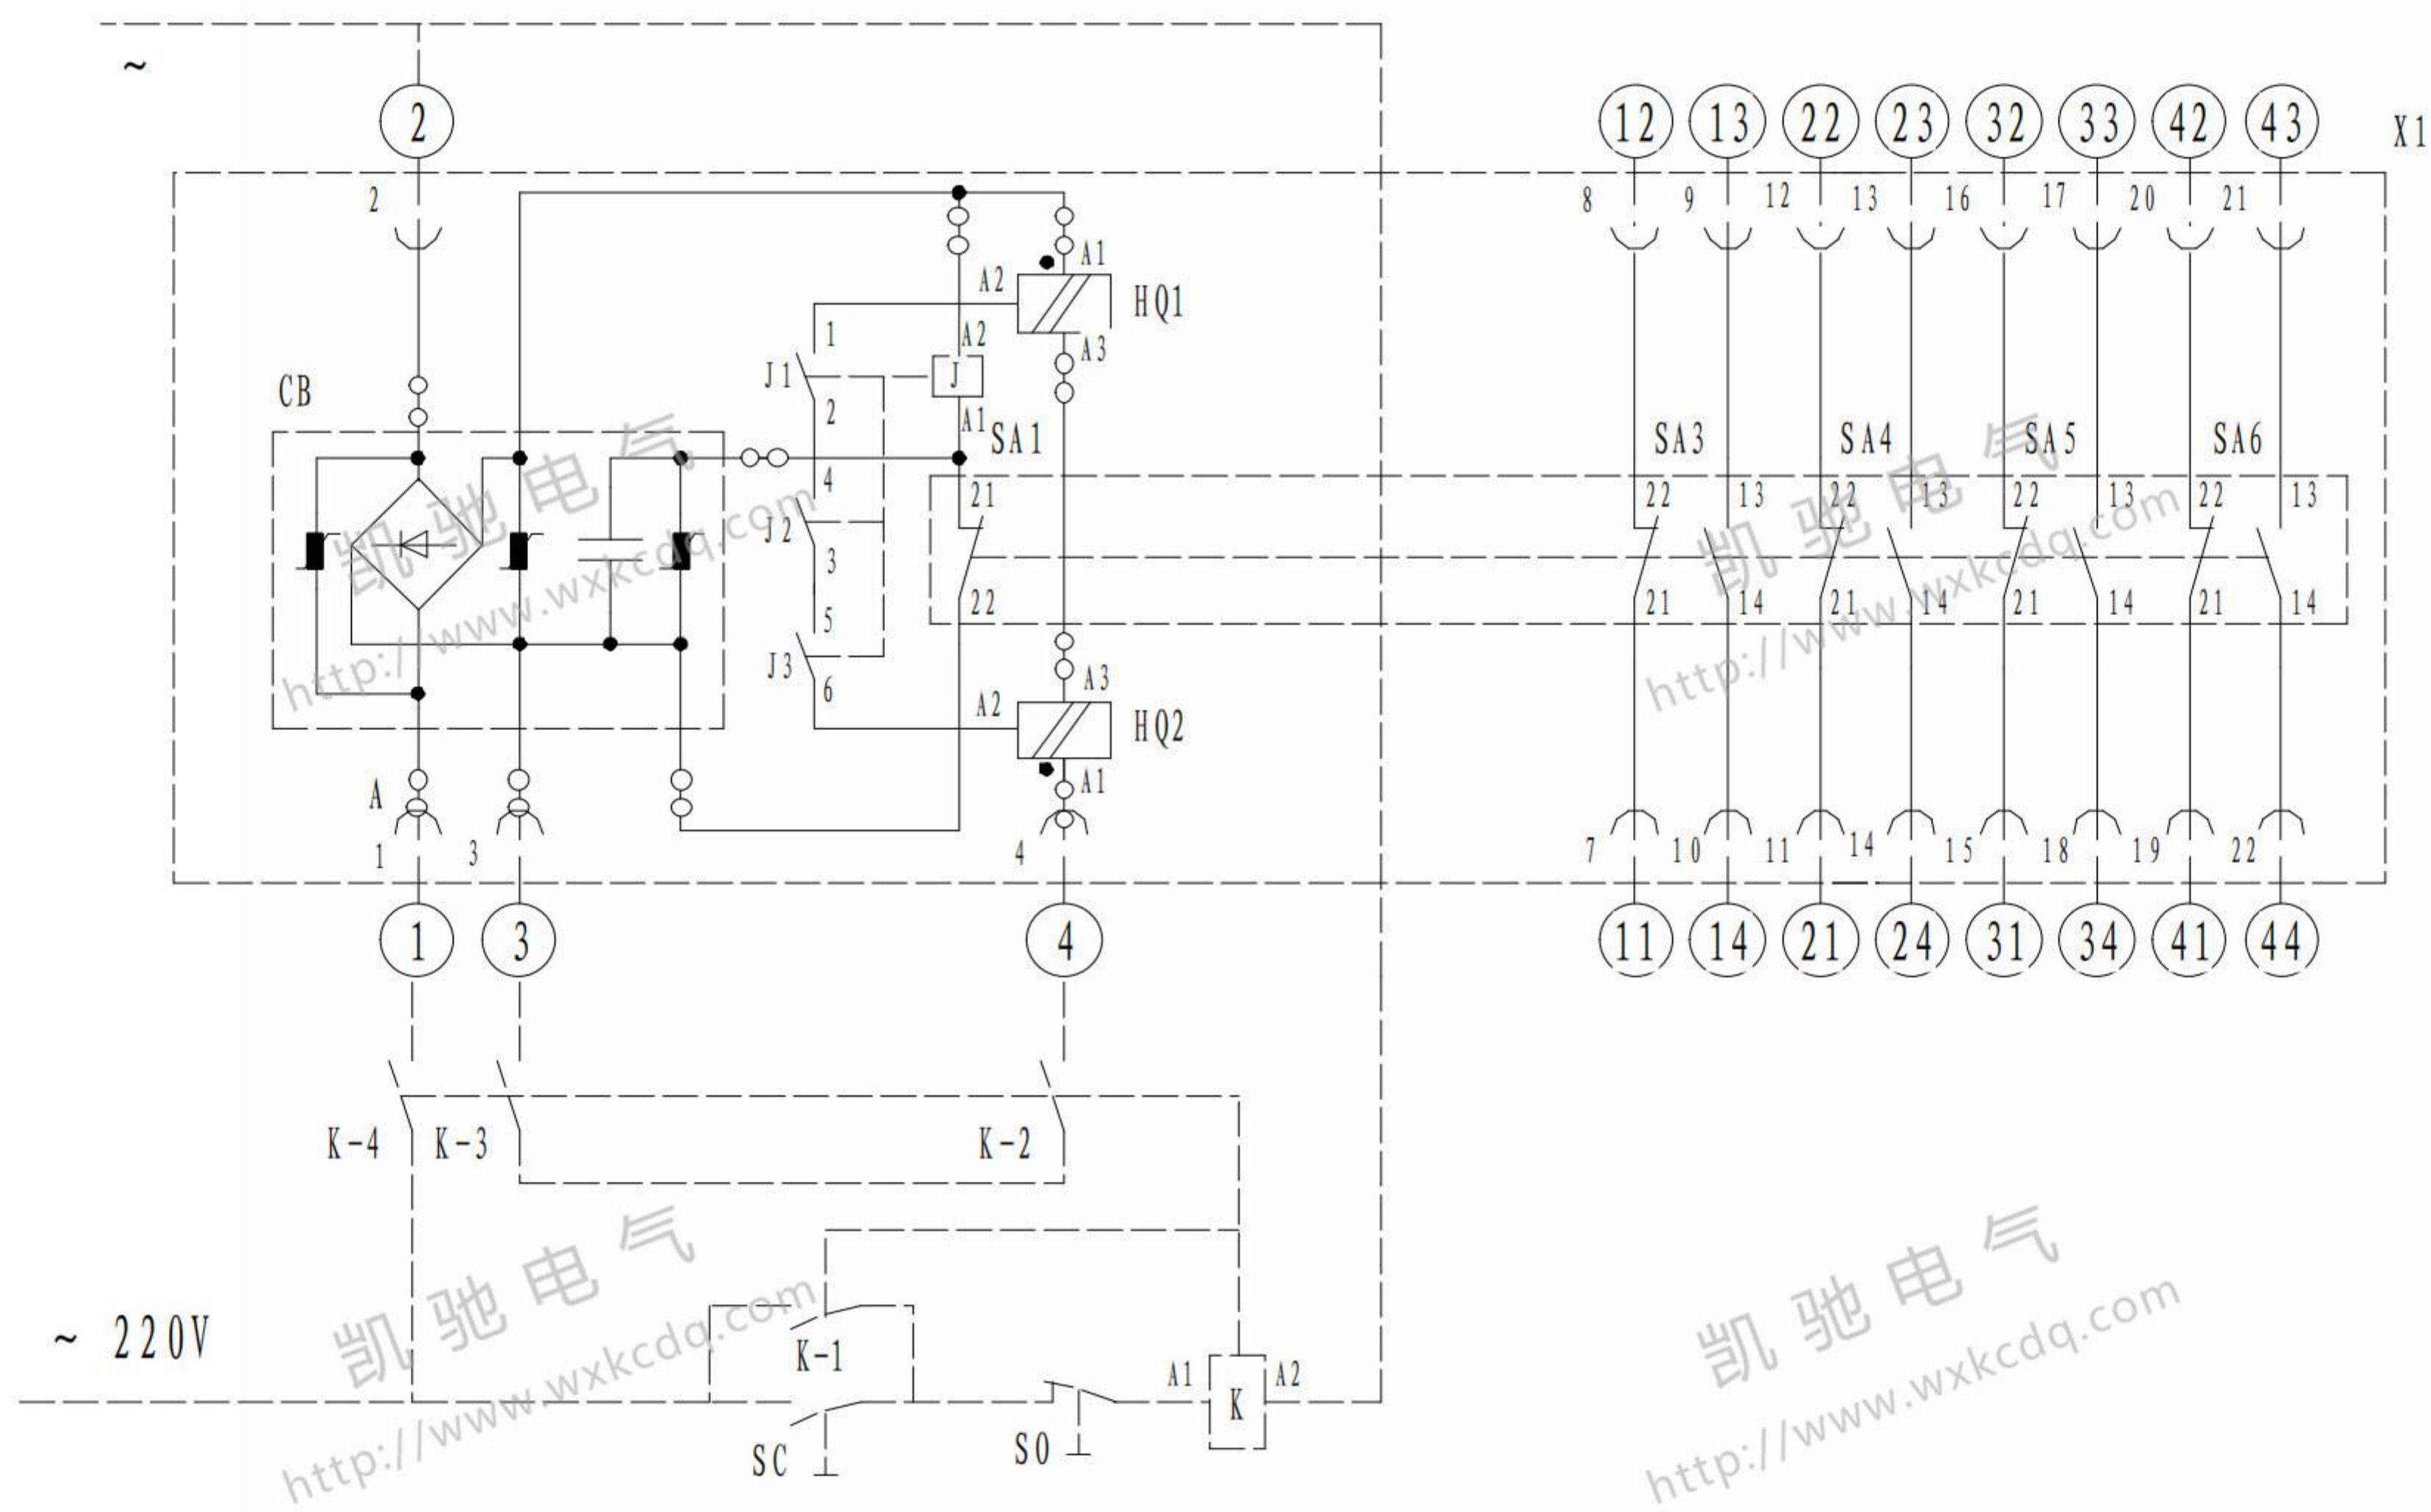 ~
2
12 13 22 23 32 33 42 43
X1
2
8 9 12 13 16 17 20 21
A1
A2
HQ1
1
A2
A3
J1
J
CB
2
A1
SA1
SA3 SA4 SA5 SA6
4
21
22 13 22 13 22 13 22 13
凯驰电气
凯驰电气
http://www.wxkcdq.com
http://www.wxkcdq.com
J2
3
22
21 14 21 14 21 14 21 14
5
J3
A3
6
A2
HQ2
A
A1
1
3
4
7 10 11 14 15 18 19 22
1
3
4
11 14 21 24 31 34 41 44
K-4
K-3
K-2
凯驰电气
凯驰电气
http://www.wxkcdq.com
http://www.wxkcdq.com
~ 220V
K-1
A1
A2
K
SC
SO